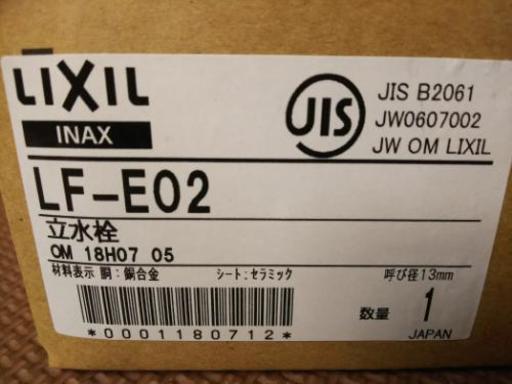 LIXIL
INAX
JIS
JIS B2061
JW0607002
JW OM LIXIL
LF-E02
立水栓
OM 18H07 05
材料表示 胴:銅合金 シート:セラミック 呼び径13mm
*0001180712*
数量 1
JAPAN